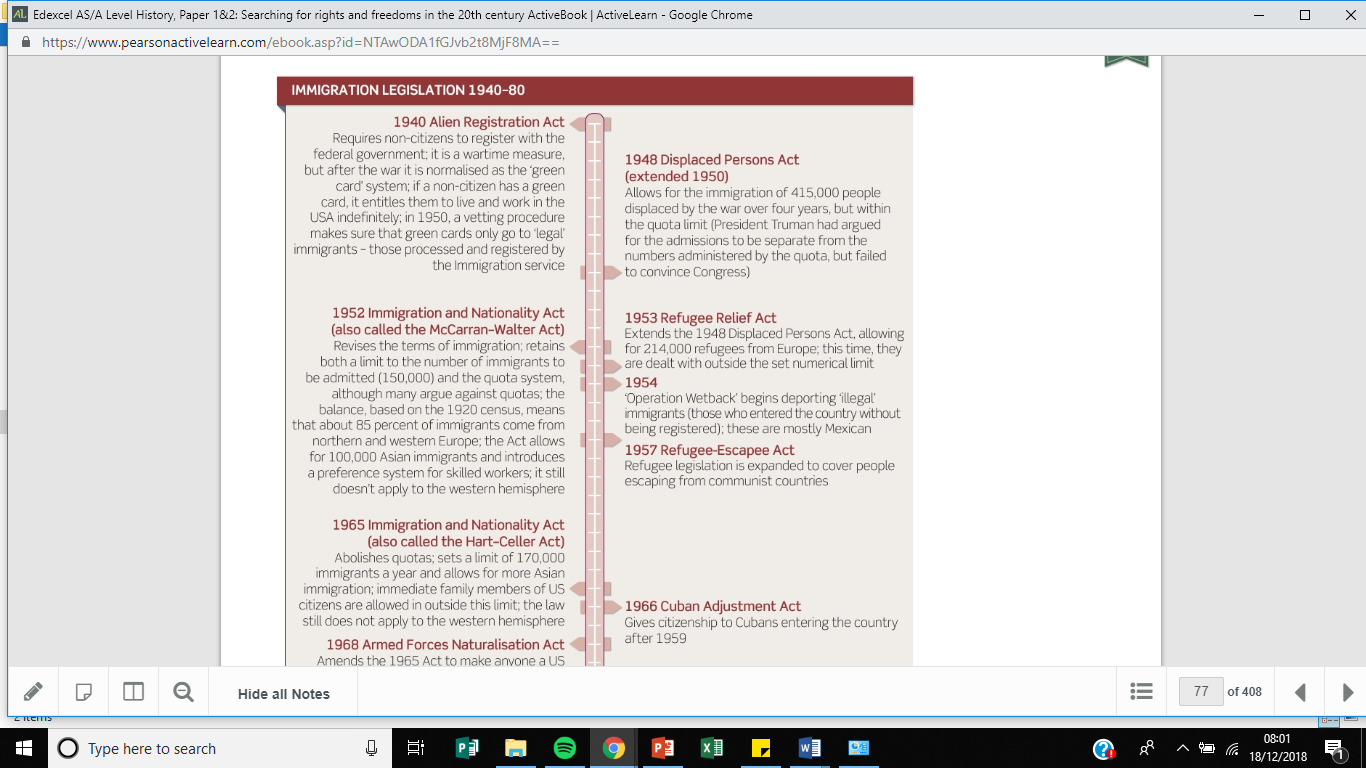 Edexcel AS/A Level History, Paper 1&2: Searching for rights and freedoms in the 20th century ActiveBook | ActiveLearn - Google Chrome
https://www.pearsonactivelearn.com/ebook.asp?id=NTAwODA1fGJvb2t8MjF8MA==
IMMIGRATION LEGISLATION 1940–80
1940 Alien Registration Act
Requires non-citizens to register with the
federal government; it is a wartime measure,
but after the war it is normalised as the ‘green
card’ system; if a non-citizen has a green
card, it entitles them to live and work in the
USA indefinitely; in 1950, a vetting procedure
makes sure that green cards only go to ‘legal’
immigrants – those processed and registered by
the Immigration service
1948 Displaced Persons Act
(extended 1950)
Allows for the immigration of 415,000 people
displaced by the war over four years, but within
the quota limit (President Truman had argued
for the admissions to be separate from the
numbers administered by the quota, but failed
to convince Congress)
1952 Immigration and Nationality Act
(also called the McCarran–Walter Act)
Revises the terms of immigration; retains
both a limit to the number of immigrants to
be admitted (150,000) and the quota system,
although many argue against quotas; the
balance, based on the 1920 census, means
that about 85 percent of immigrants come from
northern and western Europe; the Act allows
for 100,000 Asian immigrants and introduces
a preference system for skilled workers; it still
doesn’t apply to the western hemisphere
1953 Refugee Relief Act
Extends the 1948 Displaced Persons Act, allowing
for 214,000 refugees from Europe; this time, they
are dealt with outside the set numerical limit
1954
‘Operation Wetback’ begins deporting ‘illegal’
immigrants (those who entered the country without
being registered); these are mostly Mexican
1957 Refugee-Escapee Act
Refugee legislation is expanded to cover people
escaping from communist countries
1965 Immigration and Nationality Act
(also called the Hart–Celler Act)
Abolishes quotas; sets a limit of 170,000
immigrants a year and allows for more Asian
immigration; immediate family members of US
citizens are allowed in outside this limit; the law
still does not apply to the western hemisphere
1966 Cuban Adjustment Act
Gives citizenship to Cubans entering the country
after 1959
1968 Armed Forces Naturalisation Act
Amends the 1965 Act to make anyone a US
Hide all Notes
77 of 408
2 items
Type here to search
08:01
18/12/2018